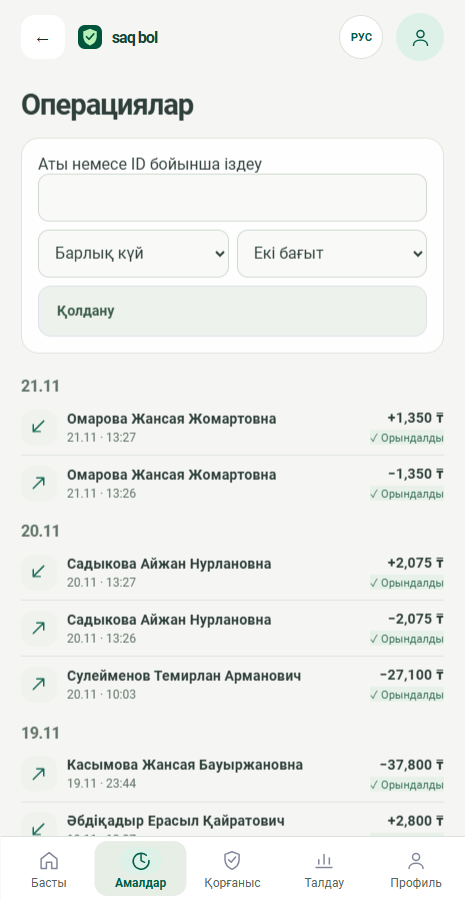 ←
saq bol
РУС
Операциялар
Аты немесе ID бойынша іздеу
Барлық күй
Екі бағыт
Қолдану
21.11
Омарова Жансая Жомартовна
+1,350 ₸
21.11 · 13:27
✓ Орындалды
Омарова Жансая Жомартовна
−1,350 ₸
21.11 · 13:26
✓ Орындалды
20.11
Садыкова Айжан Нурлановна
+2,075 ₸
20.11 · 13:27
✓ Орындалды
Садыкова Айжан Нурлановна
−2,075 ₸
20.11 · 13:26
✓ Орындалды
Сулейменов Темирлан Арманович
−27,100 ₸
20.11 · 10:03
✓ Орындалды
19.11
Касымова Жансая Бауыржановна
−37,800 ₸
19.11 · 23:44
✓ Орындалды
Әбдіқадыр Ерасыл Қайратович
+2,800 ₸
Басты
Амалдар
Қорғаныс
Талдау
Профиль